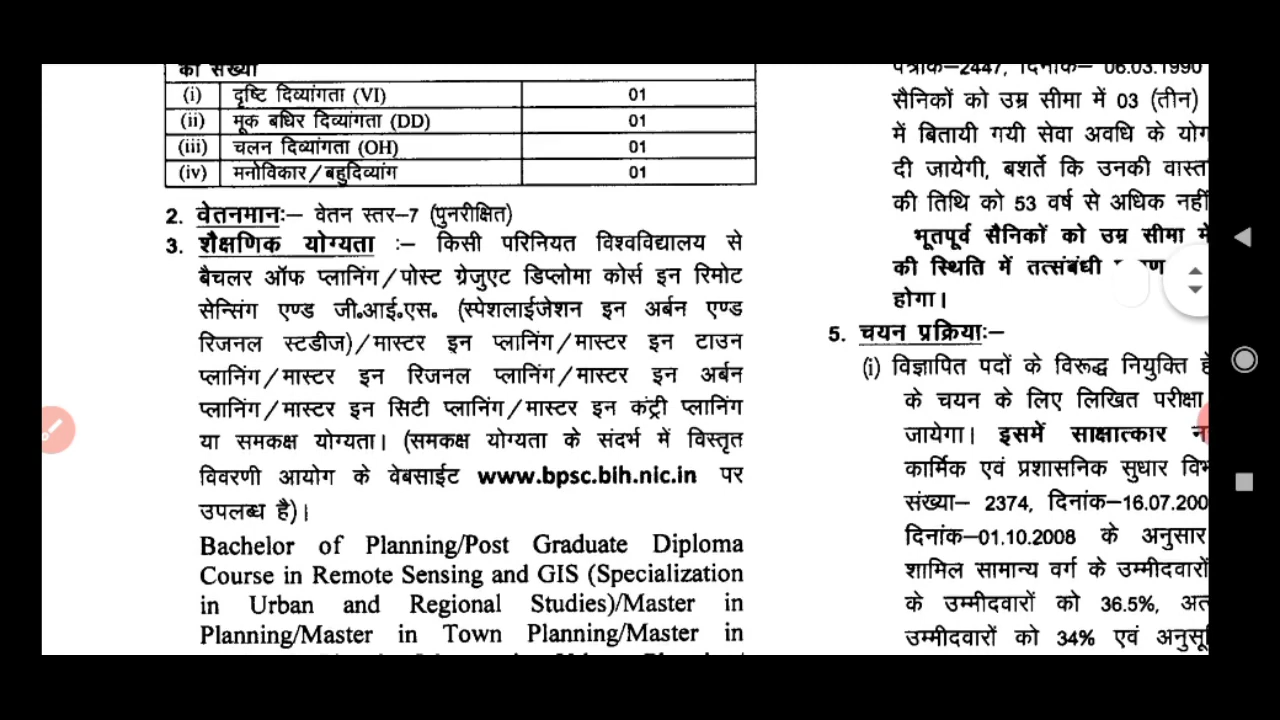 की संख्या
(i) दृष्टि दिव्यांगता (VI) 01
(ii) मूक बधिर दिव्यांगता (DD) 01
(iii) चलन दिव्यांगता (OH) 01
(iv) मनोविकार/बहुदिव्यांग 01
2. वेतनमानः– वेतन स्तर–7 (पुनरीक्षित)
3. शैक्षणिक योग्यता :– किसी परिनियत विश्वविद्यालय से
बैचलर ऑफ प्लानिंग/पोस्ट ग्रेजुएट डिप्लोमा कोर्स इन रिमोट
सेन्सिंग एण्ड जी.आई.एस. (स्पेशलाईजेशन इन अर्बन एण्ड
रिजनल स्टडीज)/मास्टर इन प्लानिंग/मास्टर इन टाउन
प्लानिंग/मास्टर इन रिजनल प्लानिंग/मास्टर इन अर्बन
प्लानिंग/मास्टर इन सिटी प्लानिंग/मास्टर इन कंट्री प्लानिंग
या समकक्ष योग्यता। (समकक्ष योग्यता के संदर्भ में विस्तृत
विवरणी आयोग के वेबसाईट www.bpsc.bih.nic.in पर
उपलब्ध है)।
Bachelor of Planning/Post Graduate Diploma
Course in Remote Sensing and GIS (Specialization
in Urban and Regional Studies)/Master in
Planning/Master in Town Planning/Master in
पत्रांक–2447, दिनांक– 06.03.1990
सैनिकों को उम्र सीमा में 03 (तीन)
में बितायी गयी सेवा अवधि के योग
दी जायेगी, बशर्ते कि उनकी
की तिथि को 53 वर्ष से अधिक नहीं
भूतपूर्व सैनिकों को उम्र सीमा में
की स्थिति में तत्संबंधी
होगा।
5. चयन प्रक्रियाः–
(i) विज्ञापित पदों के विरूद्ध नियुक्ति
के चयन के लिए लिखित परीक्षा
जायेगा। इसमें साक्षात्कार
कार्मिक एवं प्रशासनिक सुधार
संख्या– 2374, दिनांक–16.07.200
दिनांक–01.10.2008 के अनुसार
शामिल सामान्य वर्ग के उम्मीदवारों
के उम्मीदवारों को 36.5%,
उम्मीदवारों को 34% एवं